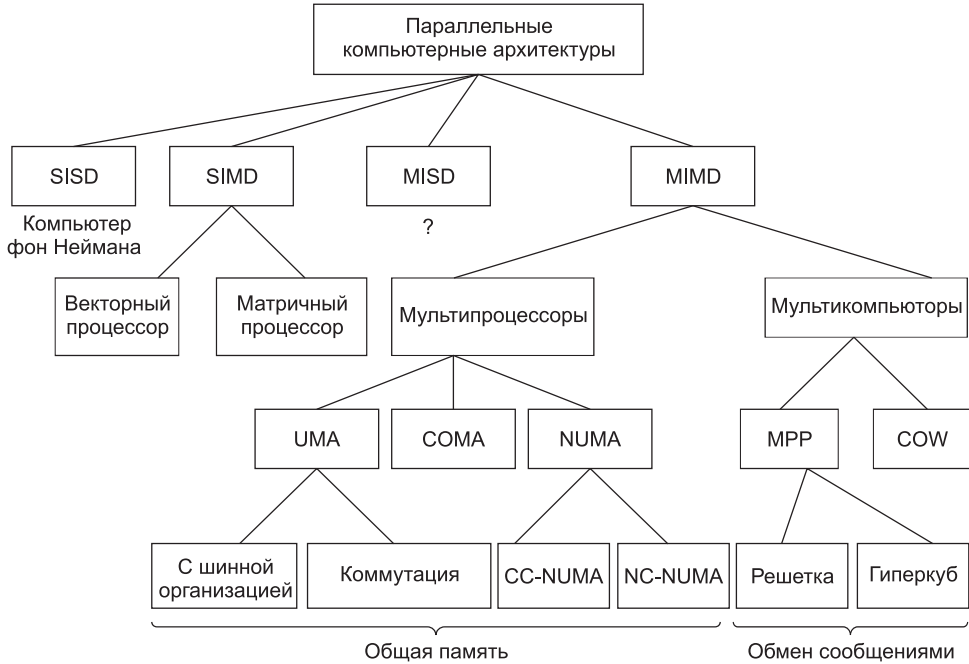 Параллельные
компьютерные архитектуры
SISD
SIMD
MISD
MIMD
Компьютер
фон Неймана
?
Векторный
процессор
Матричный
процессор
Мультипроцессоры
Мультикомпьюторы
UMA
COMA
NUMA
MPP
COW
С шинной
организацией
Коммутация
CC-NUMA
NC-NUMA
Решетка
Гиперкуб
Общая память
Обмен сообщениями